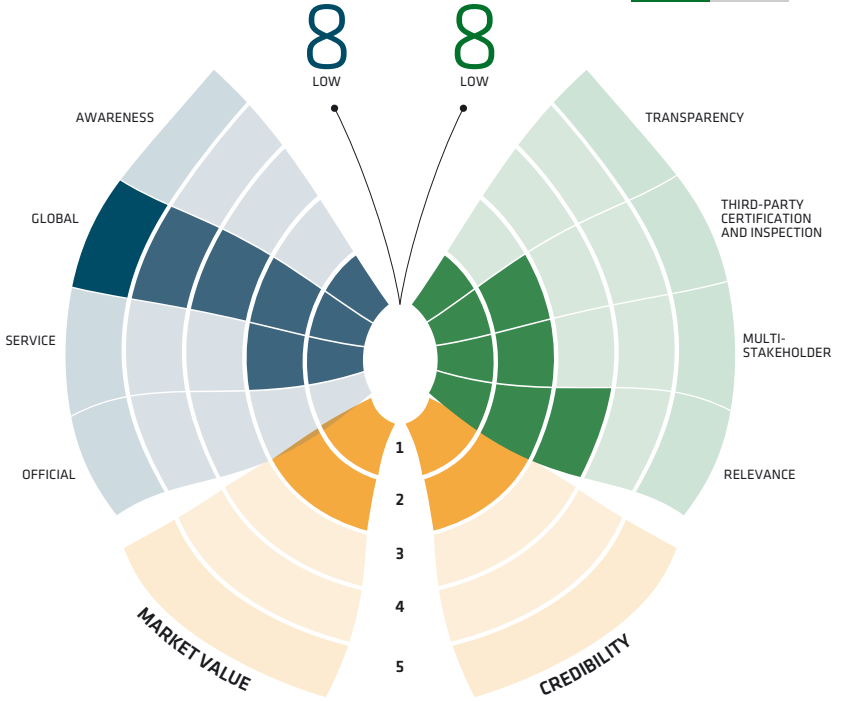 8
8
LOW
LOW
AWARENESS
TRANSPARENCY
GLOBAL
THIRD-PARTY
CERTIFICATION
AND INSPECTION
SERVICE
MULTI-
STAKEHOLDER
OFFICIAL
RELEVANCE
1
2
3
4
5
MARKET VALUE
CREDIBILITY